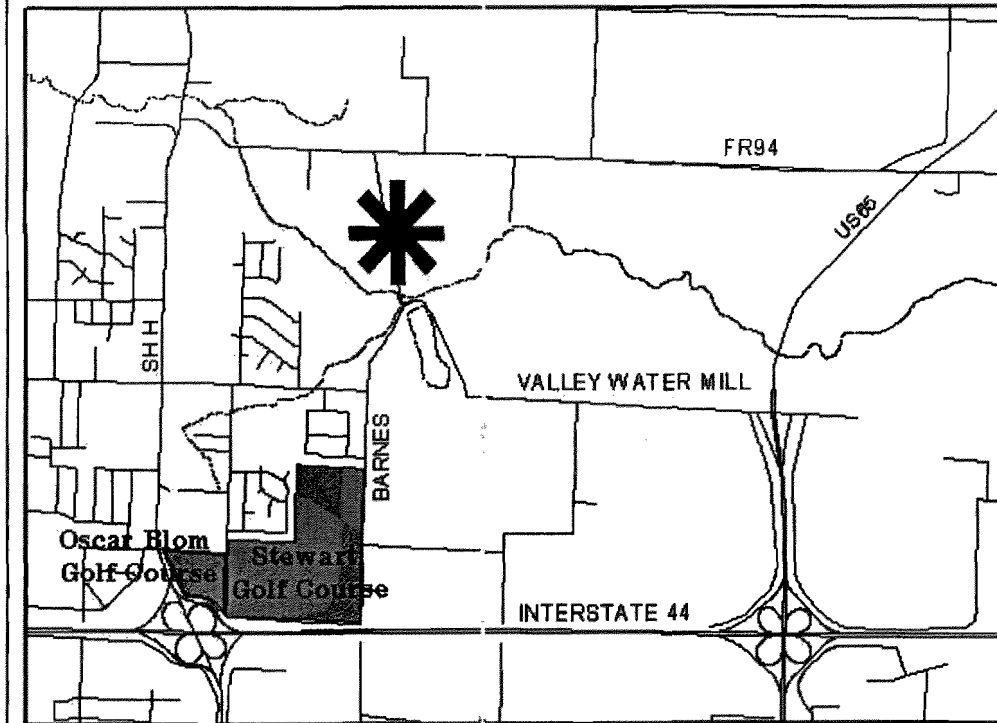 FR94
US65
SH H
VALLEY WATER MILL
BARNES
Oscar Blom
Golf Course
Stewart
Golf Course
INTERSTATE 44